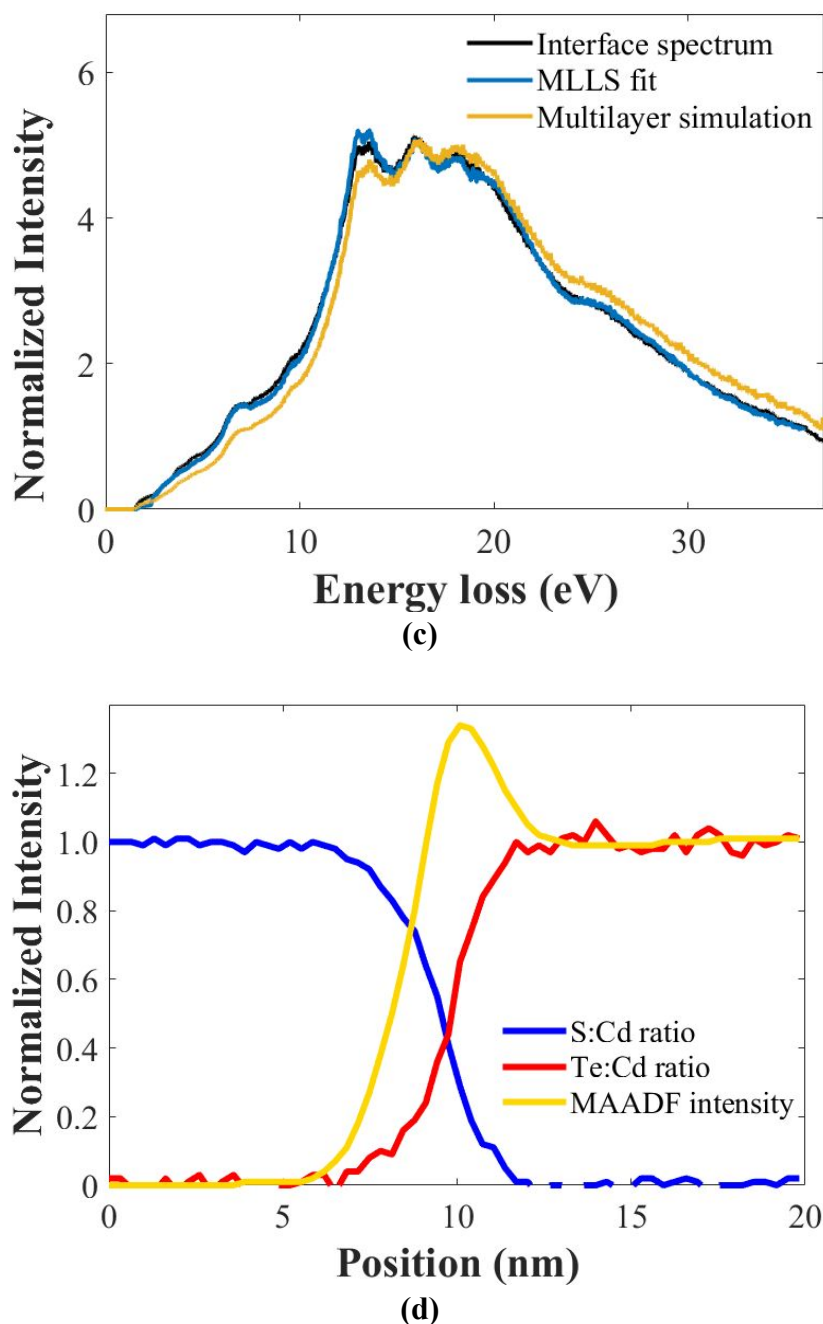 6
4
2
0
Normalized Intensity
Interface spectrum
MLLS fit
Multilayer simulation
0 10 20 30
Energy loss (eV)
(c)
1.2
1.0
0.8
0.6
0.4
0.2
0
Normalized Intensity
S:Cd ratio
Te:Cd ratio
MAADF intensity
0 5 10 15 20
Position (nm)
(d)